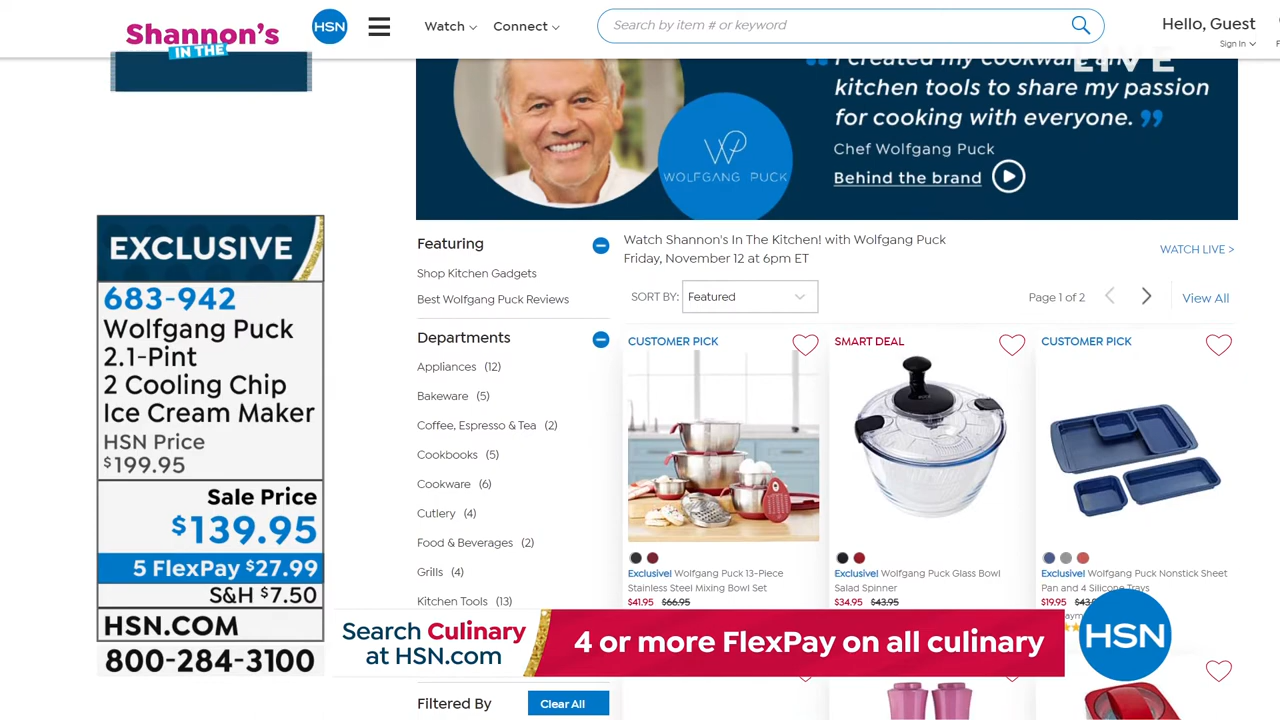 Shannon's
IN THE
HSN
Watch
Connect
Search by item # or keyword
Hello, Guest
Sign In
LIVE
I created my cookware and
kitchen tools to share my passion
for cooking with everyone.
Chef Wolfgang Puck
Behind the brand
WP
WOLFGANG PUCK
EXCLUSIVE
683-942
Wolfgang Puck
2.1-Pint
2 Cooling Chip
Ice Cream Maker
HSN Price
$199.95
Sale Price
$139.95
5 FlexPay $27.99
S&H $7.50
HSN.COM
800-284-3100
Featuring
Shop Kitchen Gadgets
Best Wolfgang Puck Reviews
Departments
Appliances (12)
Bakeware (5)
Coffee, Espresso & Tea (2)
Cookbooks (5)
Cookware (6)
Cutlery (4)
Food & Beverages (2)
Grills (4)
Kitchen Tools (13)
Filtered By
Clear All
Watch Shannon's In The Kitchen! with Wolfgang Puck
Friday, November 12 at 6pm ET
WATCH LIVE >
SORT BY: Featured
Page 1 of 2
View All
CUSTOMER PICK
Exclusive! Wolfgang Puck 13-Piece
Stainless Steel Mixing Bowl Set
$41.95 $66.95
SMART DEAL
Exclusive! Wolfgang Puck Glass Bowl
Salad Spinner
$34.95 $43.95
CUSTOMER PICK
Exclusive! Wolfgang Puck Nonstick Sheet
Pan and 4 Silicone Trays
$19.95
Search Culinary
at HSN.com
4 or more FlexPay on all culinary
HSN